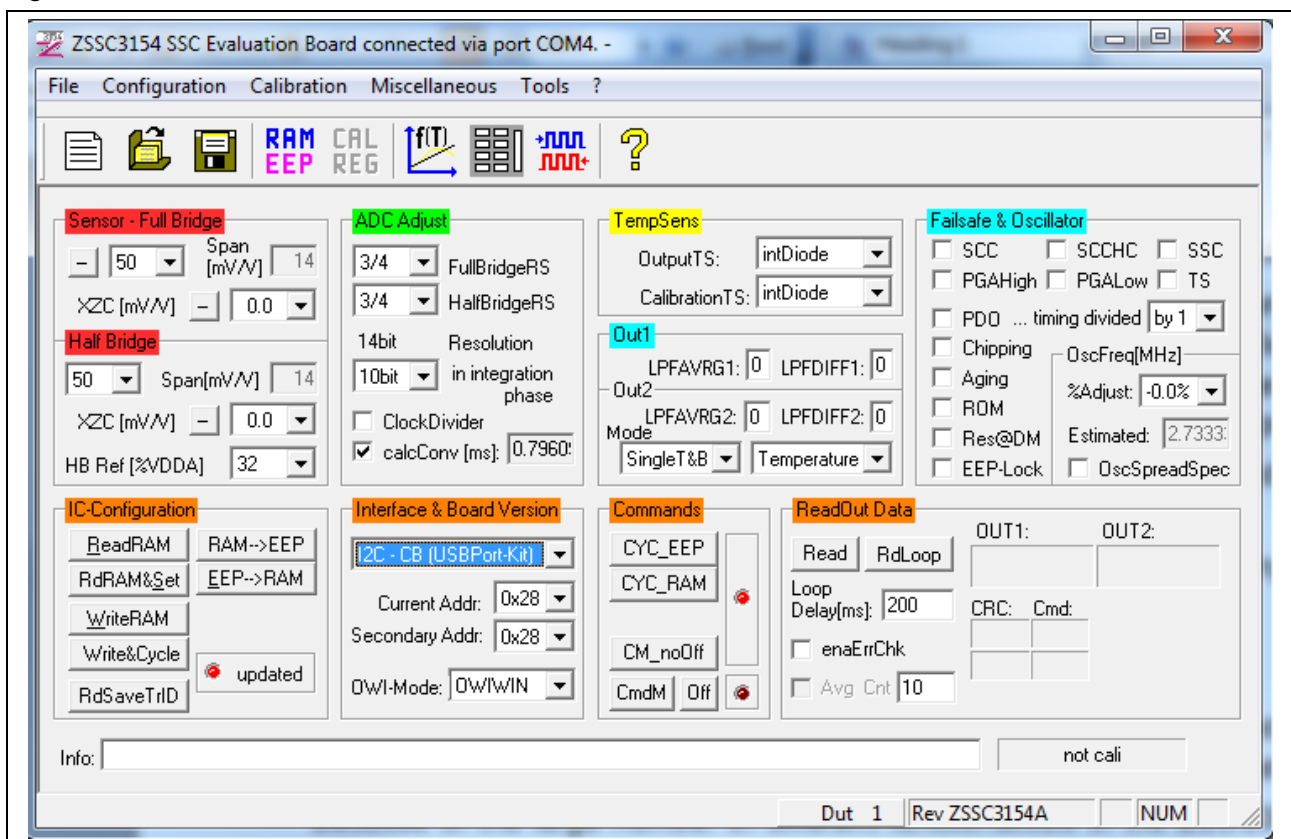 ZSSC3154 SSC Evaluation Board connected via port COM4. -
File Configuration Calibration Miscellaneous Tools ?
RAM EEP
CAL REG
f(T)
Sensor - Full Bridge
- 50 Span [mV/V] 14
XZC [mV/V] - 0.0
Half Bridge
50 Span[mV/V] 14
XZC [mV/V] - 0.0
HB Ref [%VDDA] 32
ADC Adjust
3/4 FullBridgeRS
3/4 HalfBridgeRS
14bit Resolution
10bit in integration
phase
ClockDivider
calcConv [ms]: 0.7960
TempSens
OutputTS: intDiode
CalibrationTS: intDiode
Out1
LPFAVRG1: 0 LPFDIFF1: 0
Out2
LPFAVRG2: 0 LPFDIFF2: 0
Mode
SingleT&B Temperature
Failsafe & Oscillator
SCC SCCHC SSC
PGAHigh PGALow TS
PDO ... timing divided by 1
Chipping
Aging
ROM
Res@DM
EEP-Lock
OscFreq[MHz]
%Adjust: -0.0%
Estimated: 2.7333
OscSpreadSpec
IC-Configuration
ReadRAM RAM-->EEP
RdRAM&Set EEP-->RAM
WriteRAM
Write&Cycle
updated
RdSaveTrlD
Interface & Board Version
I2C - CB (USBPort-Kit)
Current Addr: 0x28
Secondary Addr: 0x28
OWI-Mode: OWIWIN
Commands
CYC_EEP
CYC_RAM
CM_noOff
CmdM Off
ReadOut Data
Read RdLoop
OUT1: OUT2:
Loop
Delay[ms]: 200
CRC: Cmd:
enaErrChk
Avg Cnt 10
Info:
not cali
Dut 1 Rev ZSSC3154A NUM